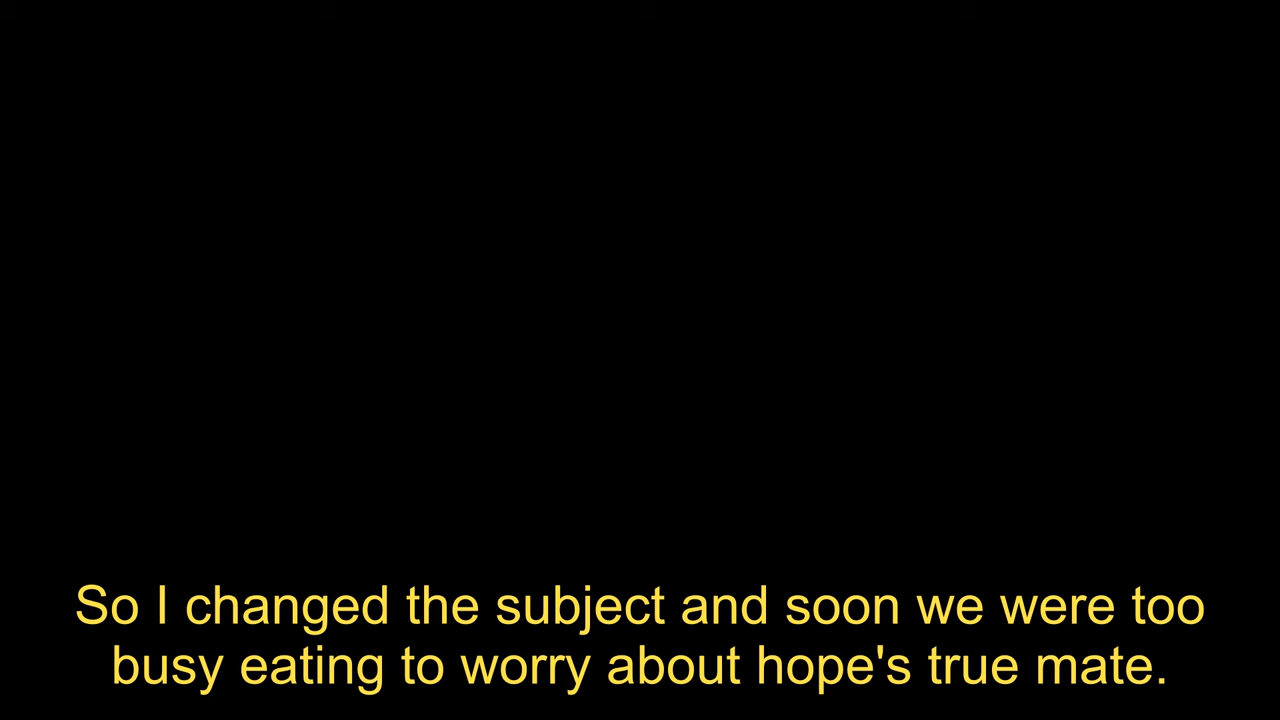 So I changed the subject and soon we were too
busy eating to worry about hope's true mate.